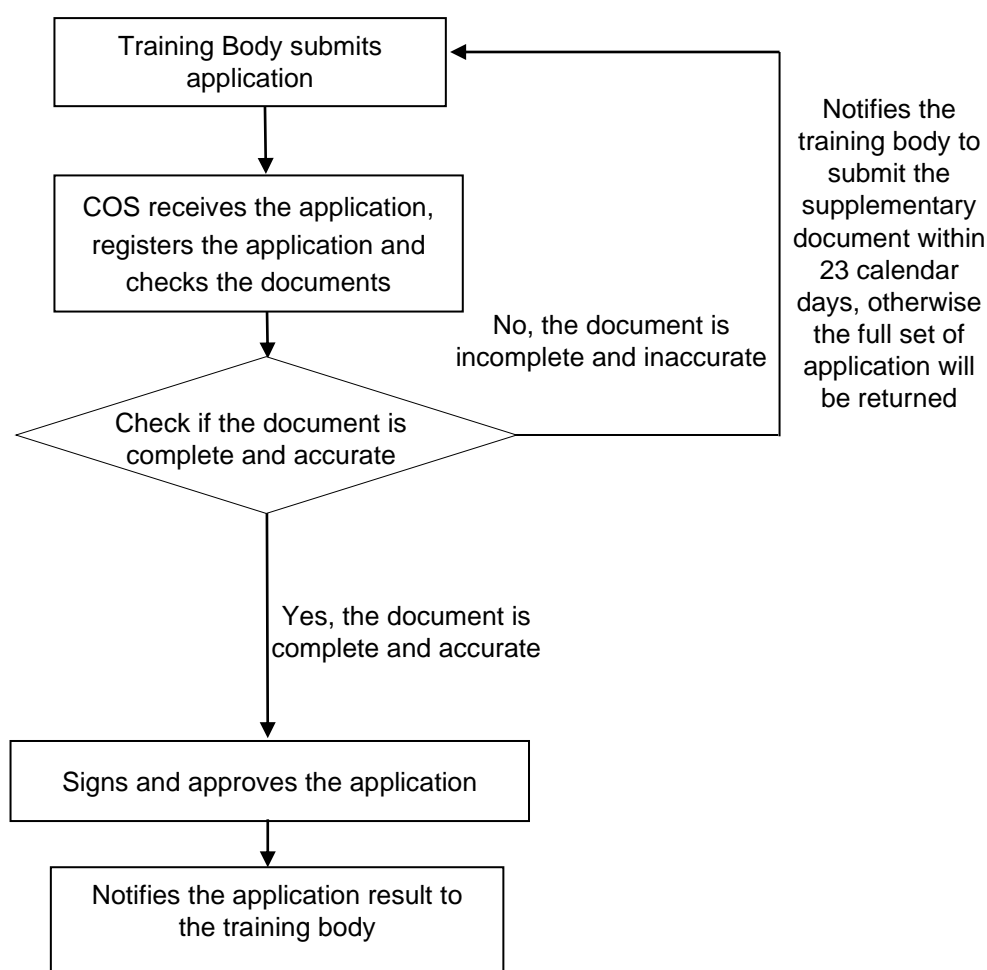 Training Body submits
application
COS receives the application,
registers the application and
checks the documents
No, the document is
incomplete and inaccurate
Notifies the
training body to
submit the
supplementary
document within
23 calendar
days, otherwise
the full set of
application will
be returned
Check if the document is
complete and accurate
Yes, the document is
complete and accurate
Signs and approves the application
Notifies the application result to
the training body